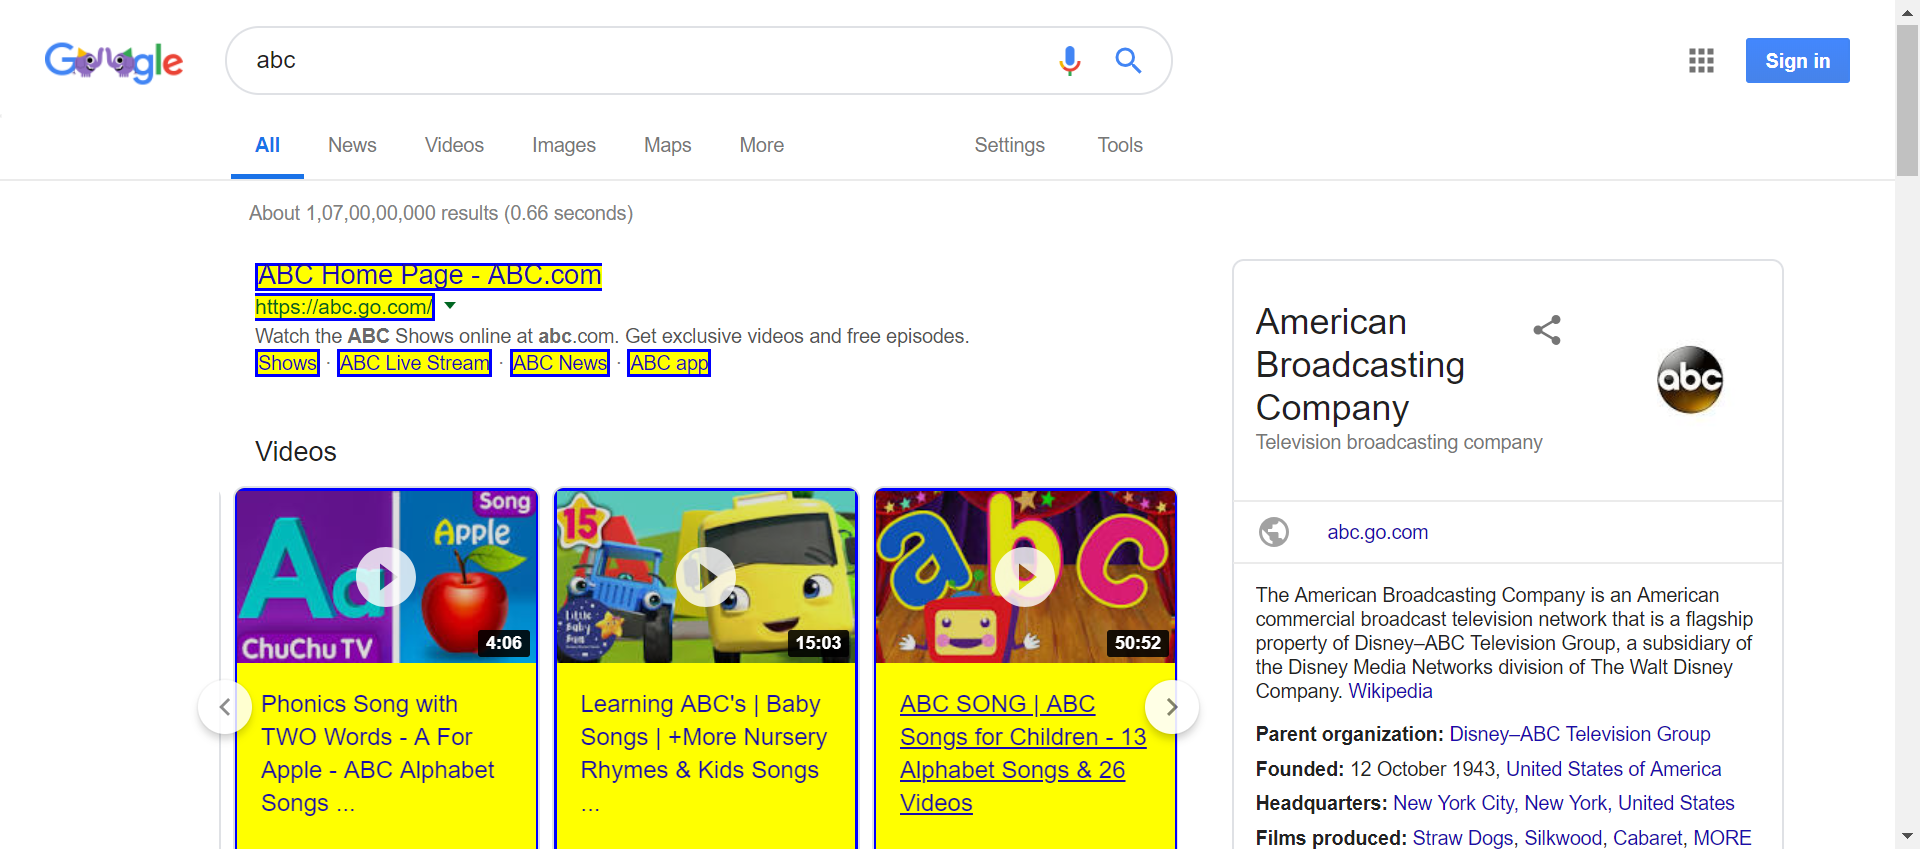 Google
abc
Sign in
All News Videos Images Maps More Settings Tools
About 1,07,00,00,000 results (0.66 seconds)
ABC Home Page - ABC.com
https://abc.go.com/
Watch the ABC Shows online at abc.com. Get exclusive videos and free episodes.
Shows · ABC Live Stream · ABC News · ABC app
Videos
Song
Apple
Aa
ChuChu TV
4:06
Phonics Song with
TWO Words - A For
Apple - ABC Alphabet
Songs ...
15
Little
Baby
Bum
15:03
Learning ABC's | Baby
Songs | +More Nursery
Rhymes & Kids Songs
...
abc
50:52
ABC SONG | ABC
Songs for Children - 13
Alphabet Songs & 26
Videos
American
Broadcasting
Company
Television broadcasting company
abc
abc.go.com
The American Broadcasting Company is an American
commercial broadcast television network that is a flagship
property of Disney–ABC Television Group, a subsidiary of
the Disney Media Networks division of The Walt Disney
Company. Wikipedia
Parent organization: Disney–ABC Television Group
Founded: 12 October 1943, United States of America
Headquarters: New York City, New York, United States
Films produced: Straw Dogs, Silkwood, Cabaret, MORE